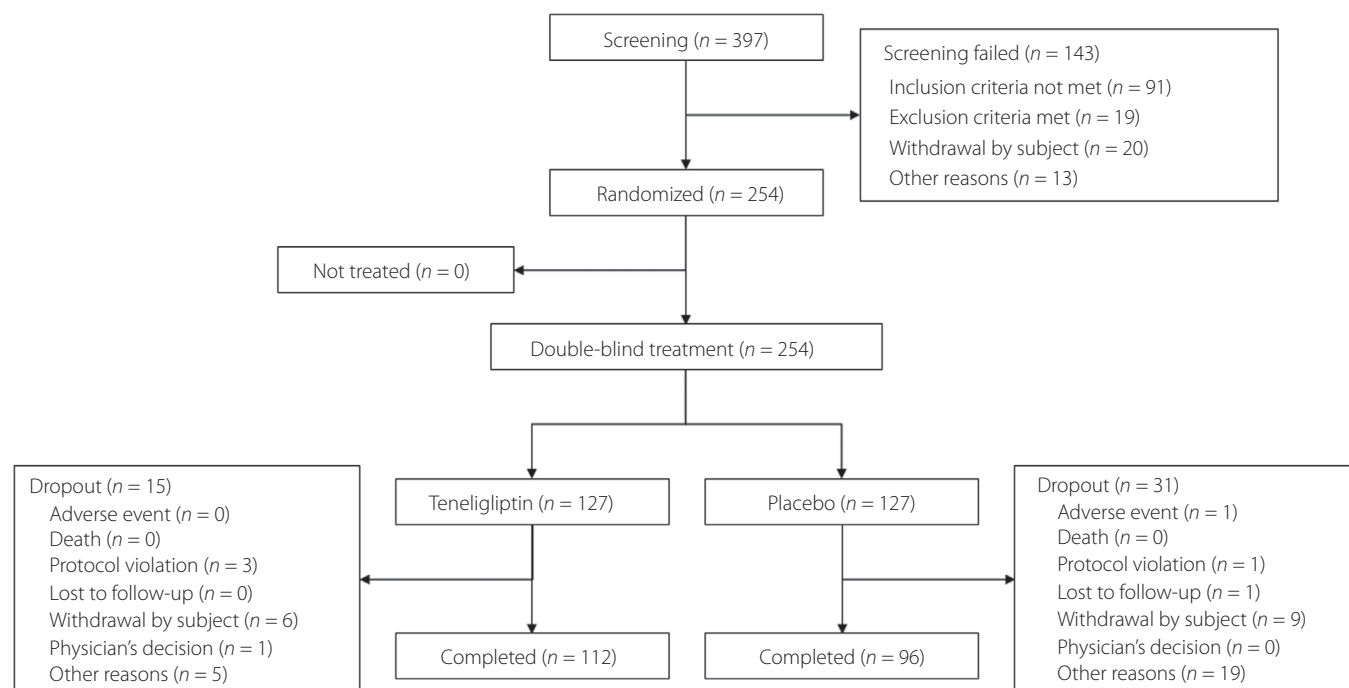 Screening (n = 397)
Screening failed (n = 143)
Inclusion criteria not met (n = 91)
Exclusion criteria met (n = 19)
Withdrawal by subject (n = 20)
Other reasons (n = 13)
Randomized (n = 254)
Not treated (n = 0)
Double-blind treatment (n = 254)
Dropout (n = 15)
Adverse event (n = 0)
Death (n = 0)
Protocol violation (n = 3)
Lost to follow-up (n = 0)
Withdrawal by subject (n = 6)
Physician's decision (n = 1)
Other reasons (n = 5)
Teneligliptin (n = 127)
Placebo (n = 127)
Dropout (n = 31)
Adverse event (n = 1)
Death (n = 0)
Protocol violation (n = 1)
Lost to follow-up (n = 1)
Withdrawal by subject (n = 9)
Physician's decision (n = 0)
Other reasons (n = 19)
Completed (n = 112)
Completed (n = 96)